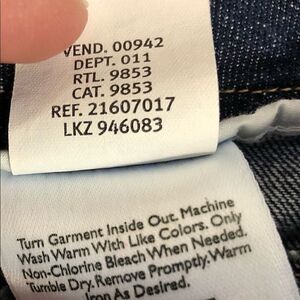 VEND. 00942
DEPT. 011
RTL. 9853
CAT. 9853
REF. 21607017
LKZ 946083
Turn Garment Inside Out. Machine
Wash Warm With Like Colors. Only
Non-Chlorine Bleach When Needed.
Tumble Dry. Remove Promptly. Warm
Iron As Desired.